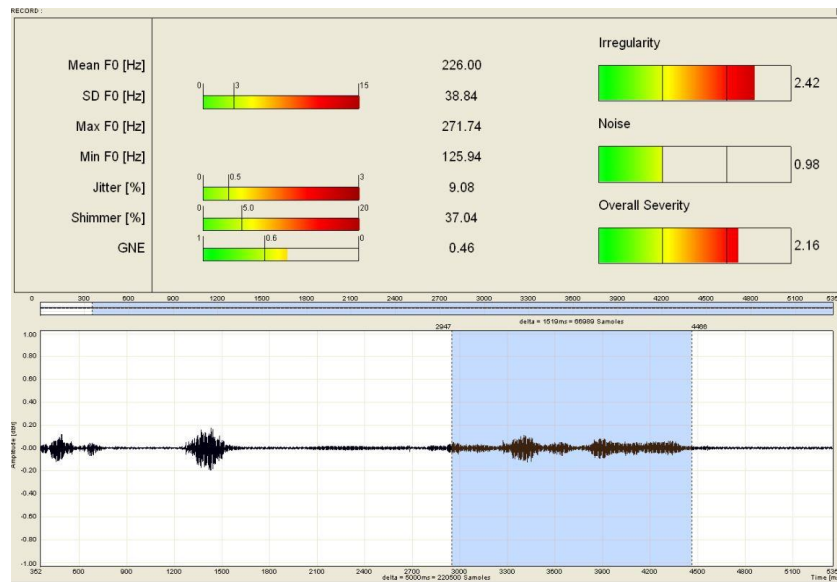 RECORD :
Mean F0 [Hz] 226.00
SD F0 [Hz] 0 3 15 38.84
Max F0 [Hz] 271.74
Min F0 [Hz] 125.94
Jitter [%] 0 0.5 3 9.08
Shimmer [%] 0 5.0 20 37.04
GNE 1 0.6 0 0.46
Irregularity
2.42
Noise
0.98
Overall Severity
2.16
0 300 600 900 1200 1500 1800 2100 2400 2700 3000 3300 3600 3900 4200 4500 4800 5100 535
delta = 1519ms = 66989 Samples
2947 4466
1.00
0.80
0.60
0.40
0.20
-0.00
-0.20
-0.40
-0.60
-0.80
-1.00
352 600 900 1200 1500 1800 2100 2400 2700 3000 3300 3600 3900 4200 4500 4800 5100 535
delta = 5000ms = 220500 Samples